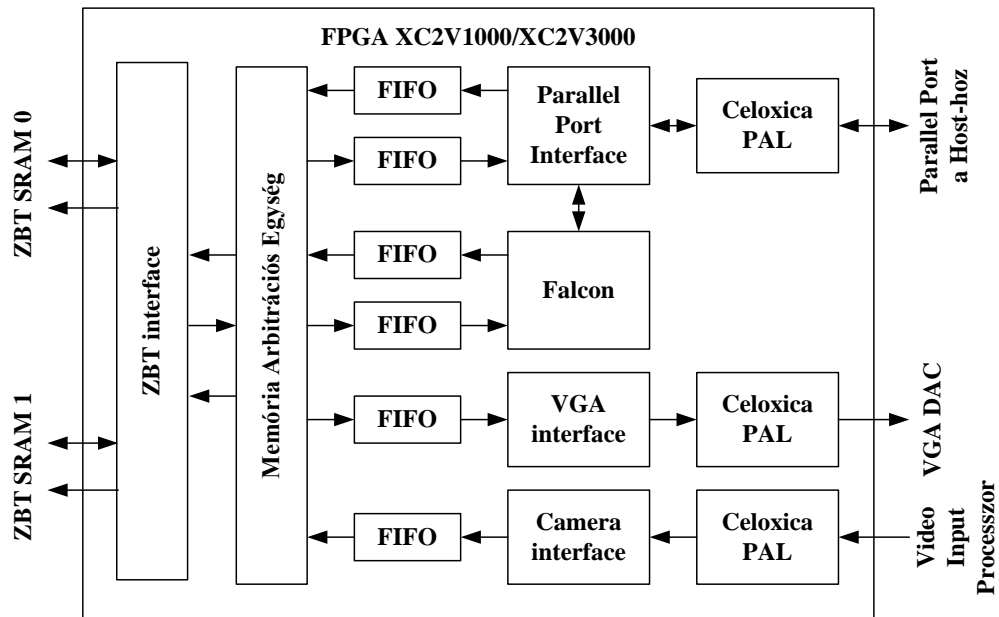 FPGA XC2V1000/XC2V3000
ZBT SRAM 0
ZBT SRAM 1
ZBT interface
Memória Arbitrációs Egység
FIFO
FIFO
FIFO
FIFO
FIFO
FIFO
Parallel
Port
Interface
Falcon
VGA
interface
Camera
interface
Celoxica
PAL
Celoxica
PAL
Celoxica
PAL
Parallel Port
a Host-hoz
VGA DAC
Video
Input
Processzor